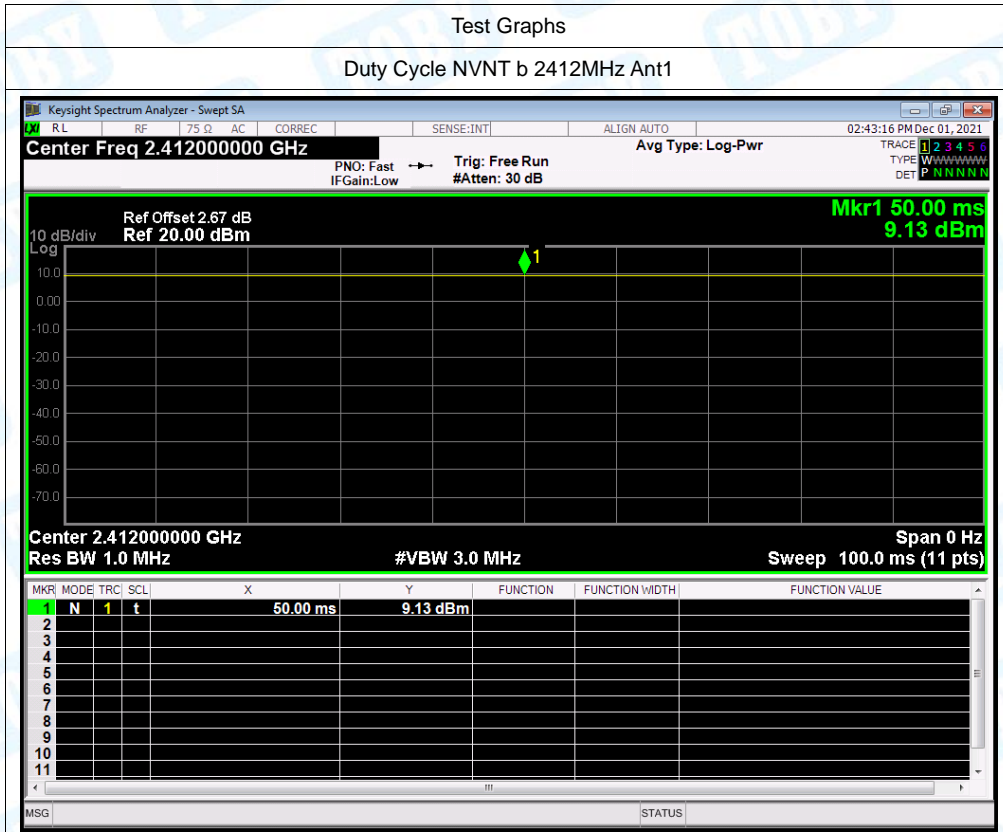 Test Graphs
Duty Cycle NVNT b 2412MHz Ant1
Keysight Spectrum Analyzer - Swept SA
LXI RL RF 75 Ω AC CORREC SENSE:INT ALIGN AUTO 02:43:16 PM Dec 01, 2021
Center Freq 2.412000000 GHz Avg Type: Log-Pwr TRACE 1 2 3 4 5 6
PNO: Fast Trig: Free Run TYPE WWWWWW
IFGain:Low #Atten: 30 dB DET P N N N N N
Mkr1 50.00 ms
Ref Offset 2.67 dB
10 dB/div Ref 20.00 dBm 9.13 dBm
Log
1
10.0
0.00
-10.0
-20.0
-30.0
-40.0
-50.0
-60.0
-70.0
Center 2.412000000 GHz Span 0 Hz
Res BW 1.0 MHz #VBW 3.0 MHz Sweep 100.0 ms (11 pts)
MKR MODE TRC SCL X Y FUNCTION FUNCTION WIDTH FUNCTION VALUE
1 N 1 t 50.00 ms 9.13 dBm
2
3
4
5
6
7
8
9
10
11
MSG STATUS